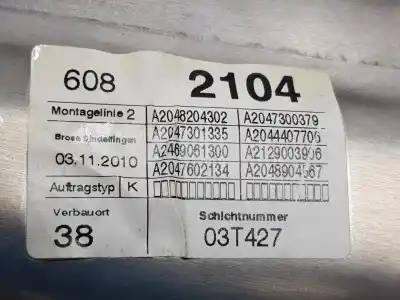 608 2104
Montagelinie 2 A2048204302 A2047300379
Brose Sindelfingen A2047301335 A2044407706
03.11.2010 A2469061300 A2129003906
A2047602134 A2048904567
Auftragstyp K
Verbauort Schichtnummer
38 03T427